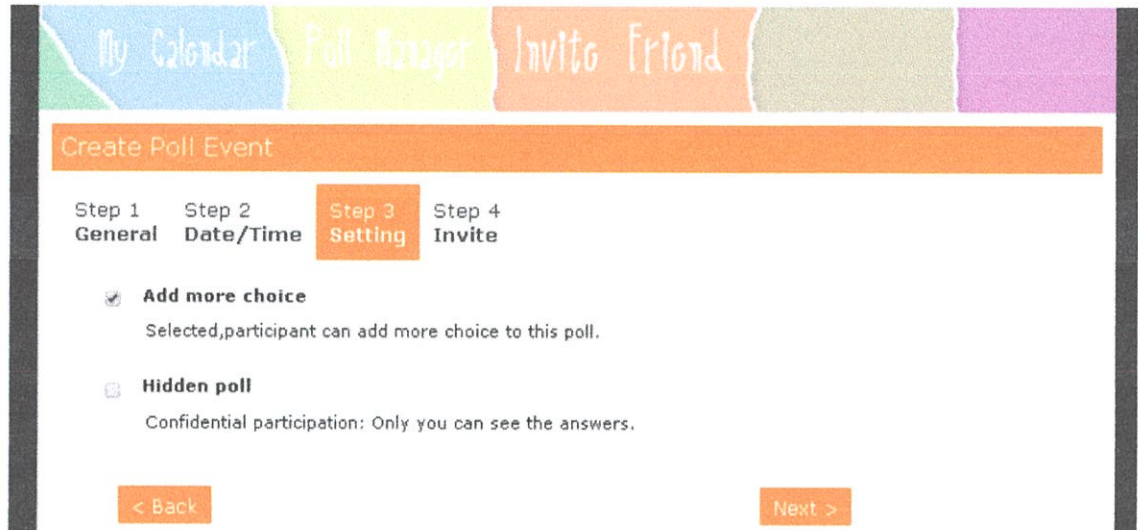 My Calendar Poll Manager Invite Friend
Create Poll Event
Step 1 Step 2 Step 3 Step 4
General Date/Time Setting Invite
Add more choice
Selected,participant can add more choice to this poll.
Hidden poll
Confidential participation: Only you can see the answers.
< Back Next >